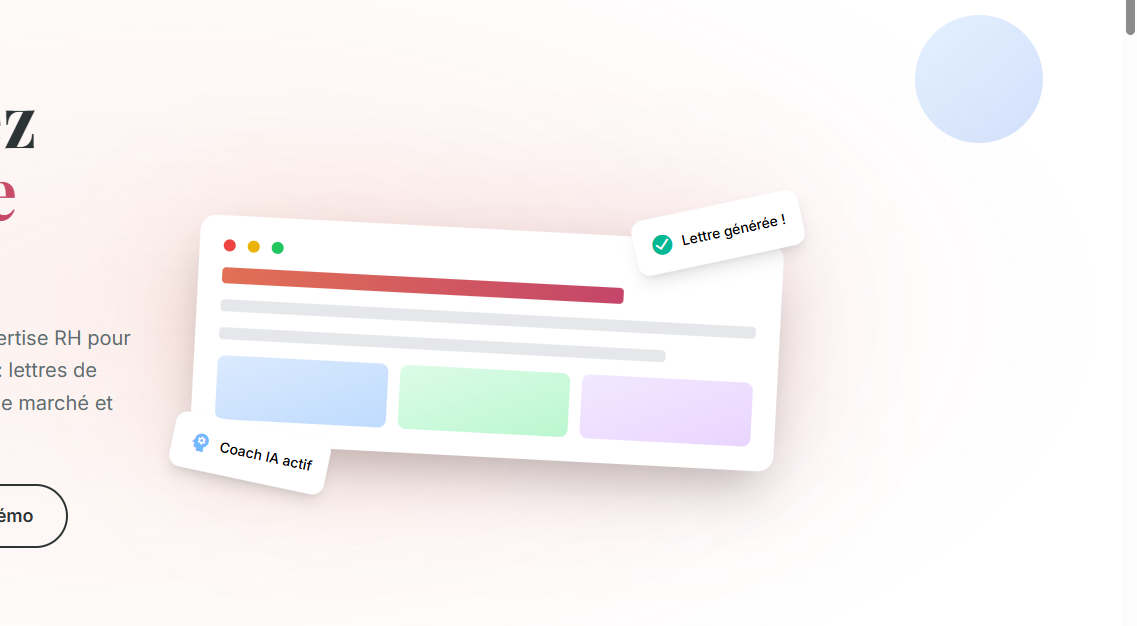 z
e
ertise RH pour
: lettres de
e marché et
émo
Lettre générée !
Coach IA actif